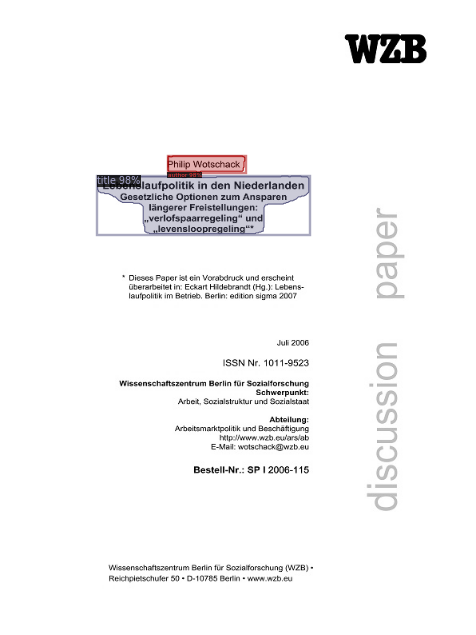 WZB
Philip Wotschack
author 98%
title 98%
Lebenslaufpolitik in den Niederlanden
Gesetzliche Optionen zum Ansparen
längerer Freistellungen:
„verlofspaarregeling“ und
„levensloopregeling“*
* Dieses Paper ist ein Vorabdruck und erscheint
überarbeitet in: Eckart Hildebrandt (Hg.): Lebens-
laufpolitik im Betrieb. Berlin: edition sigma 2007
Juli 2006
ISSN Nr. 1011-9523
Wissenschaftszentrum Berlin für Sozialforschung
Schwerpunkt:
Arbeit, Sozialstruktur und Sozialstaat
Abteilung:
Arbeitsmarktpolitik und Beschäftigung
http://www.wzb.eu/ars/ab
E-Mail: wotschack@wzb.eu
Bestell-Nr.: SP I 2006-115
discussion paper
Wissenschaftszentrum Berlin für Sozialforschung (WZB) •
Reichpietschufer 50 • D-10785 Berlin • www.wzb.eu